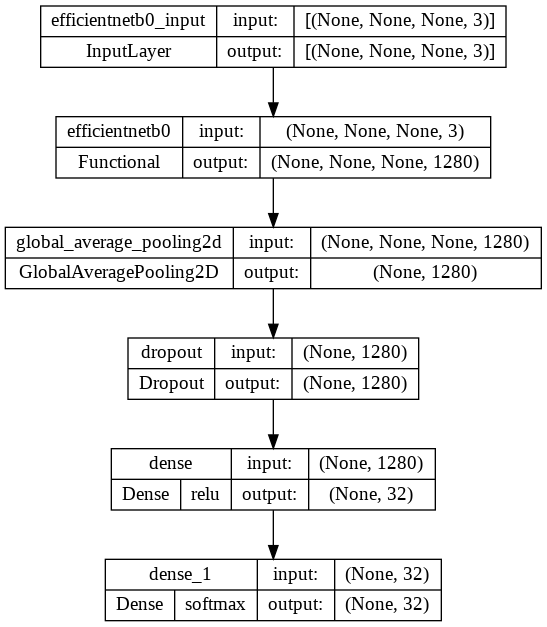 efficientnetb0_input input: [(None, None, None, 3)]
InputLayer output: [(None, None, None, 3)]
efficientnetb0 input: (None, None, None, 3)
Functional output: (None, None, None, 1280)
global_average_pooling2d input: (None, None, None, 1280)
GlobalAveragePooling2D output: (None, 1280)
dropout input: (None, 1280)
Dropout output: (None, 1280)
dense input: (None, 1280)
Dense relu output: (None, 32)
dense_1 input: (None, 32)
Dense softmax output: (None, 32)